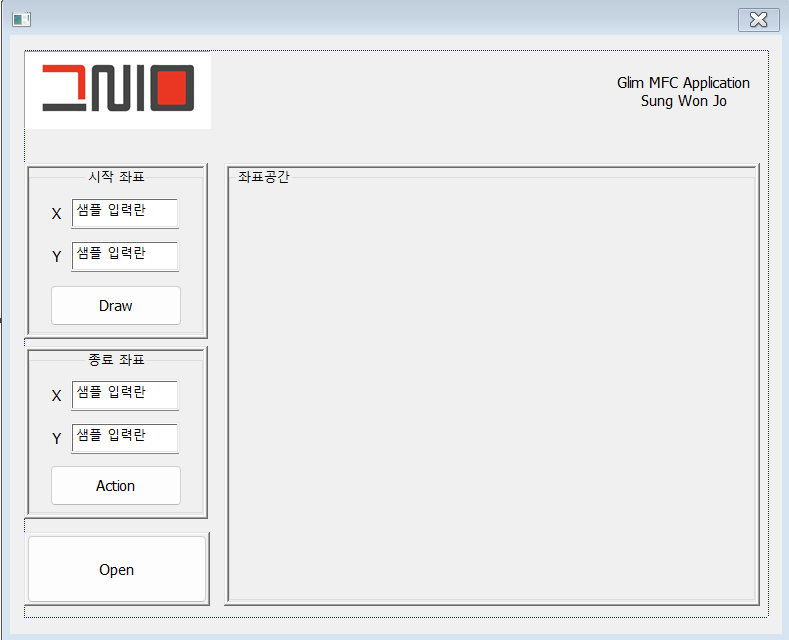 Glim MFC Application
Sung Won Jo
시작 좌표
X 샘플 입력란
Y 샘플 입력란
Draw
종료 좌표
X 샘플 입력란
Y 샘플 입력란
Action
Open
좌표공간